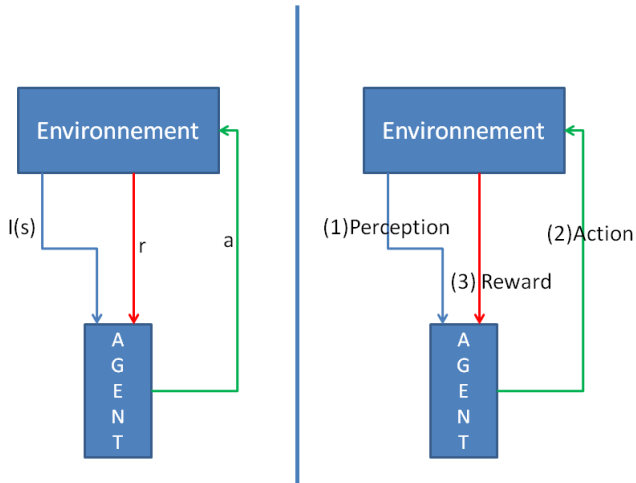 Environnement
I(s)
r
a
A
G
E
N
T
Environnement
(1)Perception
(2)Action
(3) Reward
A
G
E
N
T